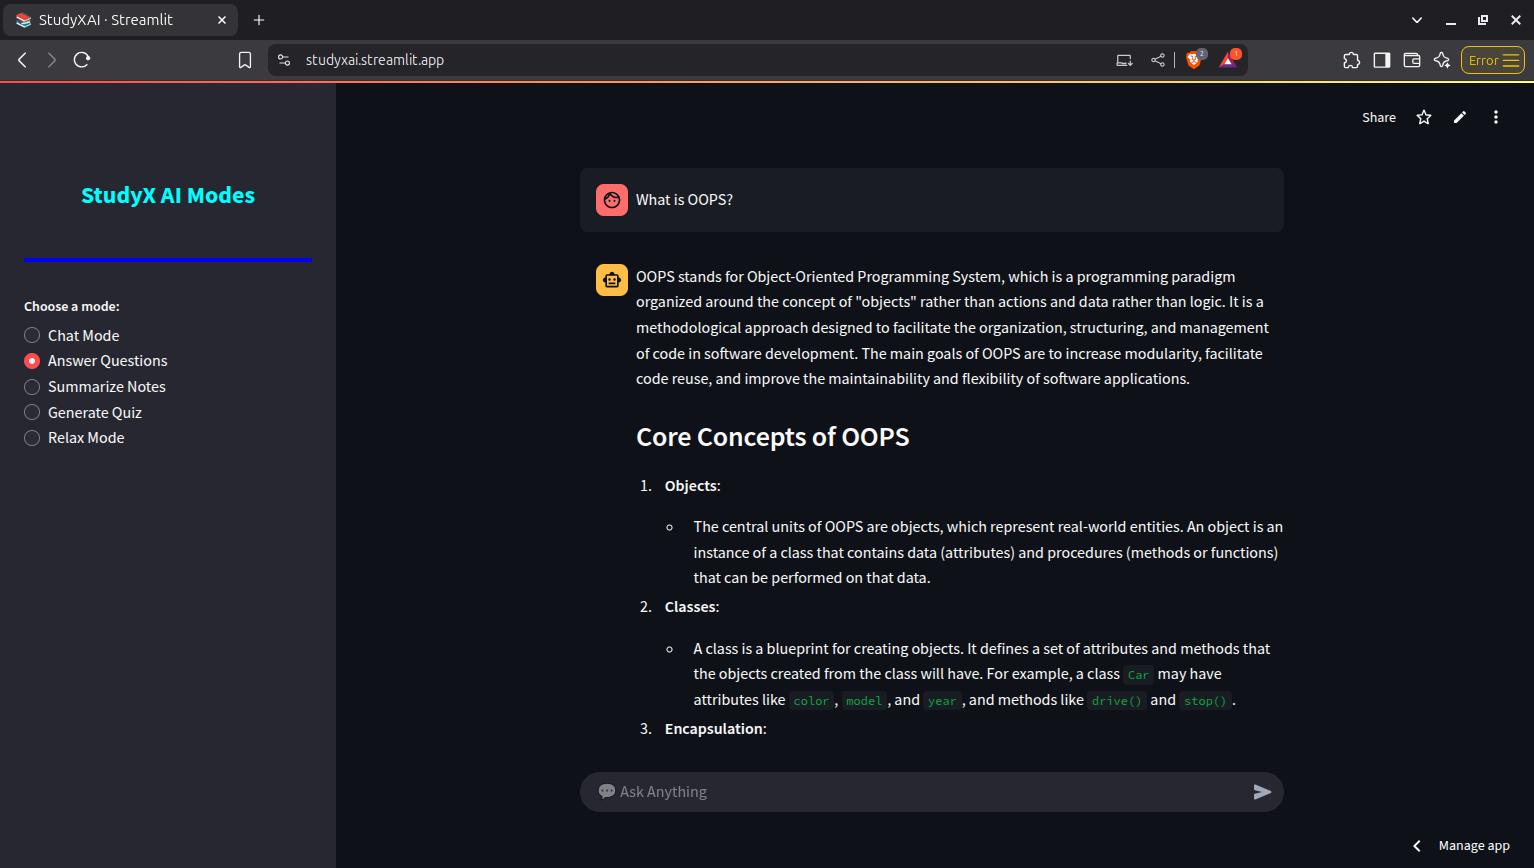 StudyXAI · Streamlit
studyxai.streamlit.app
2
1
Error
Share
StudyX AI Modes
Choose a mode:
Chat Mode
Answer Questions
Summarize Notes
Generate Quiz
Relax Mode
What is OOPS?
OOPS stands for Object-Oriented Programming System, which is a programming paradigm
organized around the concept of "objects" rather than actions and data rather than logic. It is a
methodological approach designed to facilitate the organization, structuring, and management
of code in software development. The main goals of OOPS are to increase modularity, facilitate
code reuse, and improve the maintainability and flexibility of software applications.
Core Concepts of OOPS
1. Objects:
The central units of OOPS are objects, which represent real-world entities. An object is an
instance of a class that contains data (attributes) and procedures (methods or functions)
that can be performed on that data.
2. Classes:
A class is a blueprint for creating objects. It defines a set of attributes and methods that
the objects created from the class will have. For example, a class Car may have
attributes like color, model, and year, and methods like drive() and stop().
3. Encapsulation:
Ask Anything
Manage app